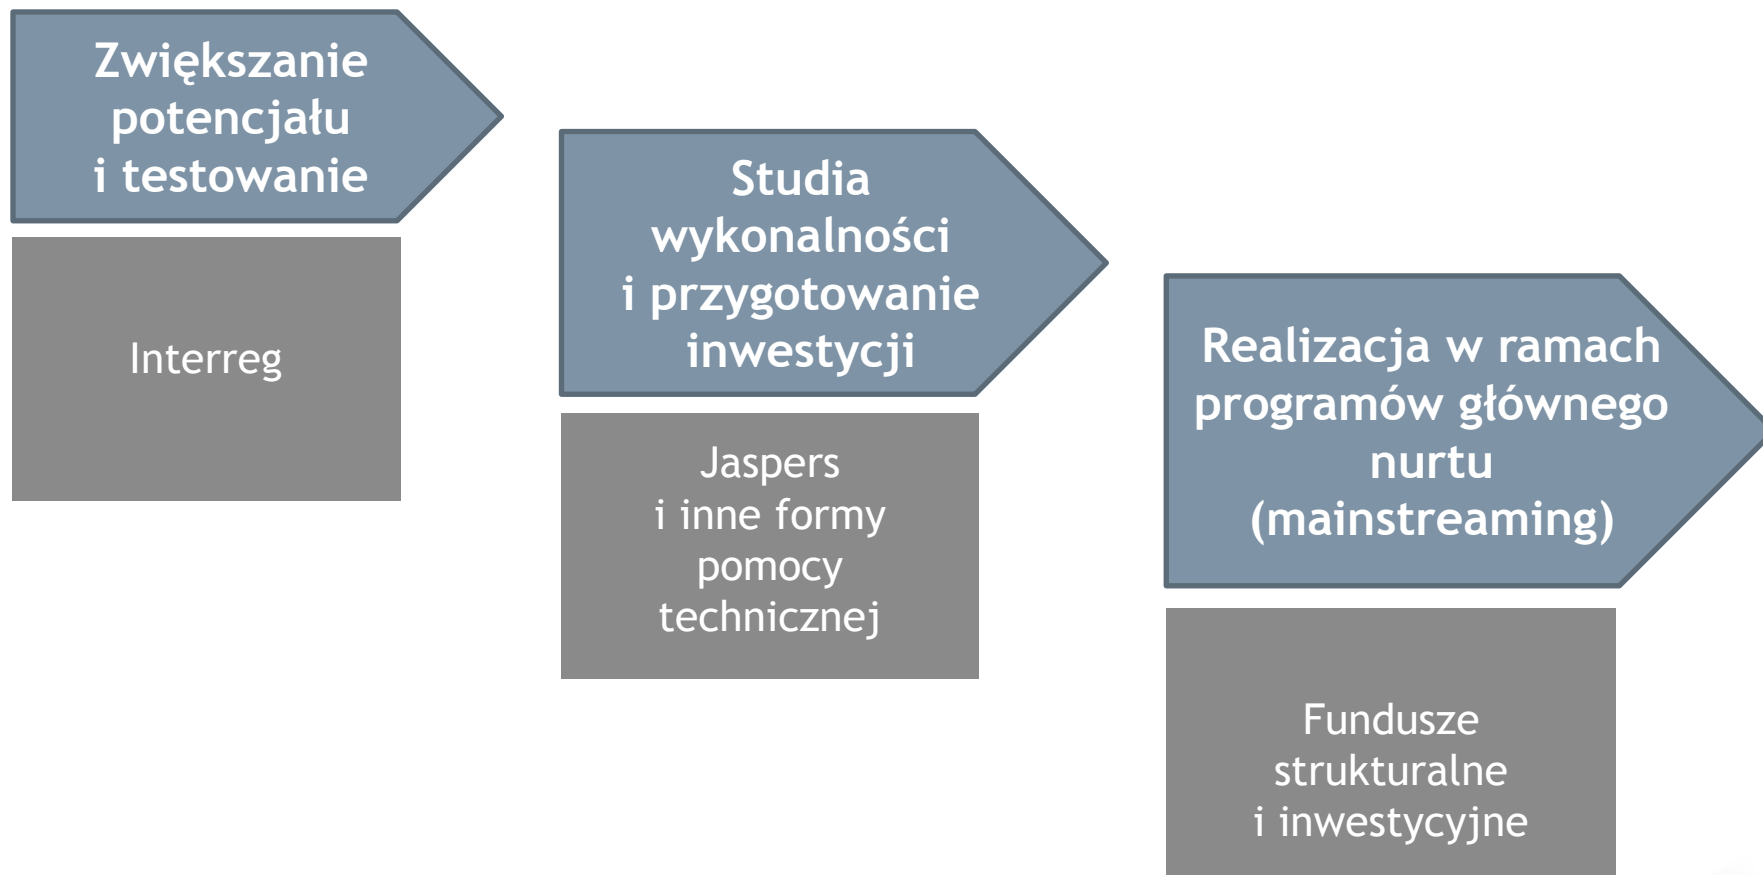 Zwiększanie
potencjału
i testowanie
Interreg
Studia
wykonalności
i przygotowanie
inwestycji
Jaspers
i inne formy
pomocy
technicznej
Realizacja w ramach
programów głównego
nurtu
(mainstreaming)
Fundusze
strukturalne
i inwestycyjne